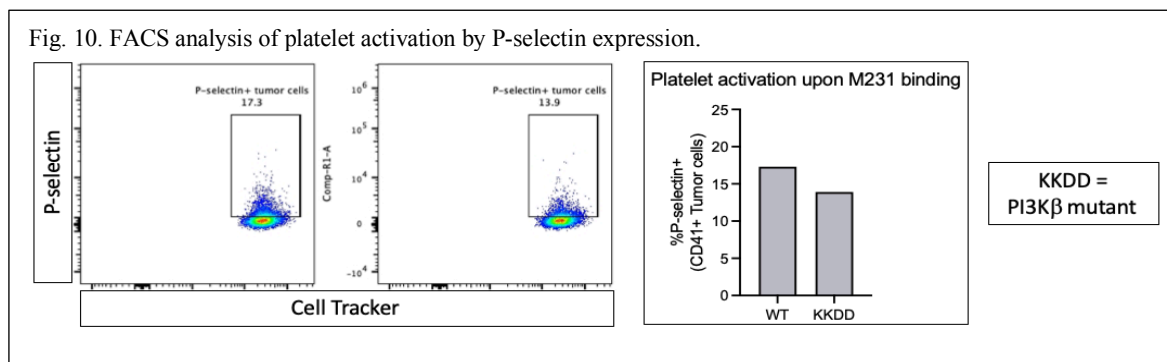 Fig. 10. FACS analysis of platelet activation by P-selectin expression.
P-selectin
P-selectin+ tumor cells
17.3
Comp-R1-A
10^6
10^5
10^4
0
-10^4
P-selectin+ tumor cells
13.9
Cell Tracker
Platelet activation upon M231 binding
%P-selectin+
(CD41+ Tumor cells)
25
20
15
10
5
0
WT KKDD
KKDD =
PI3Kβ mutant